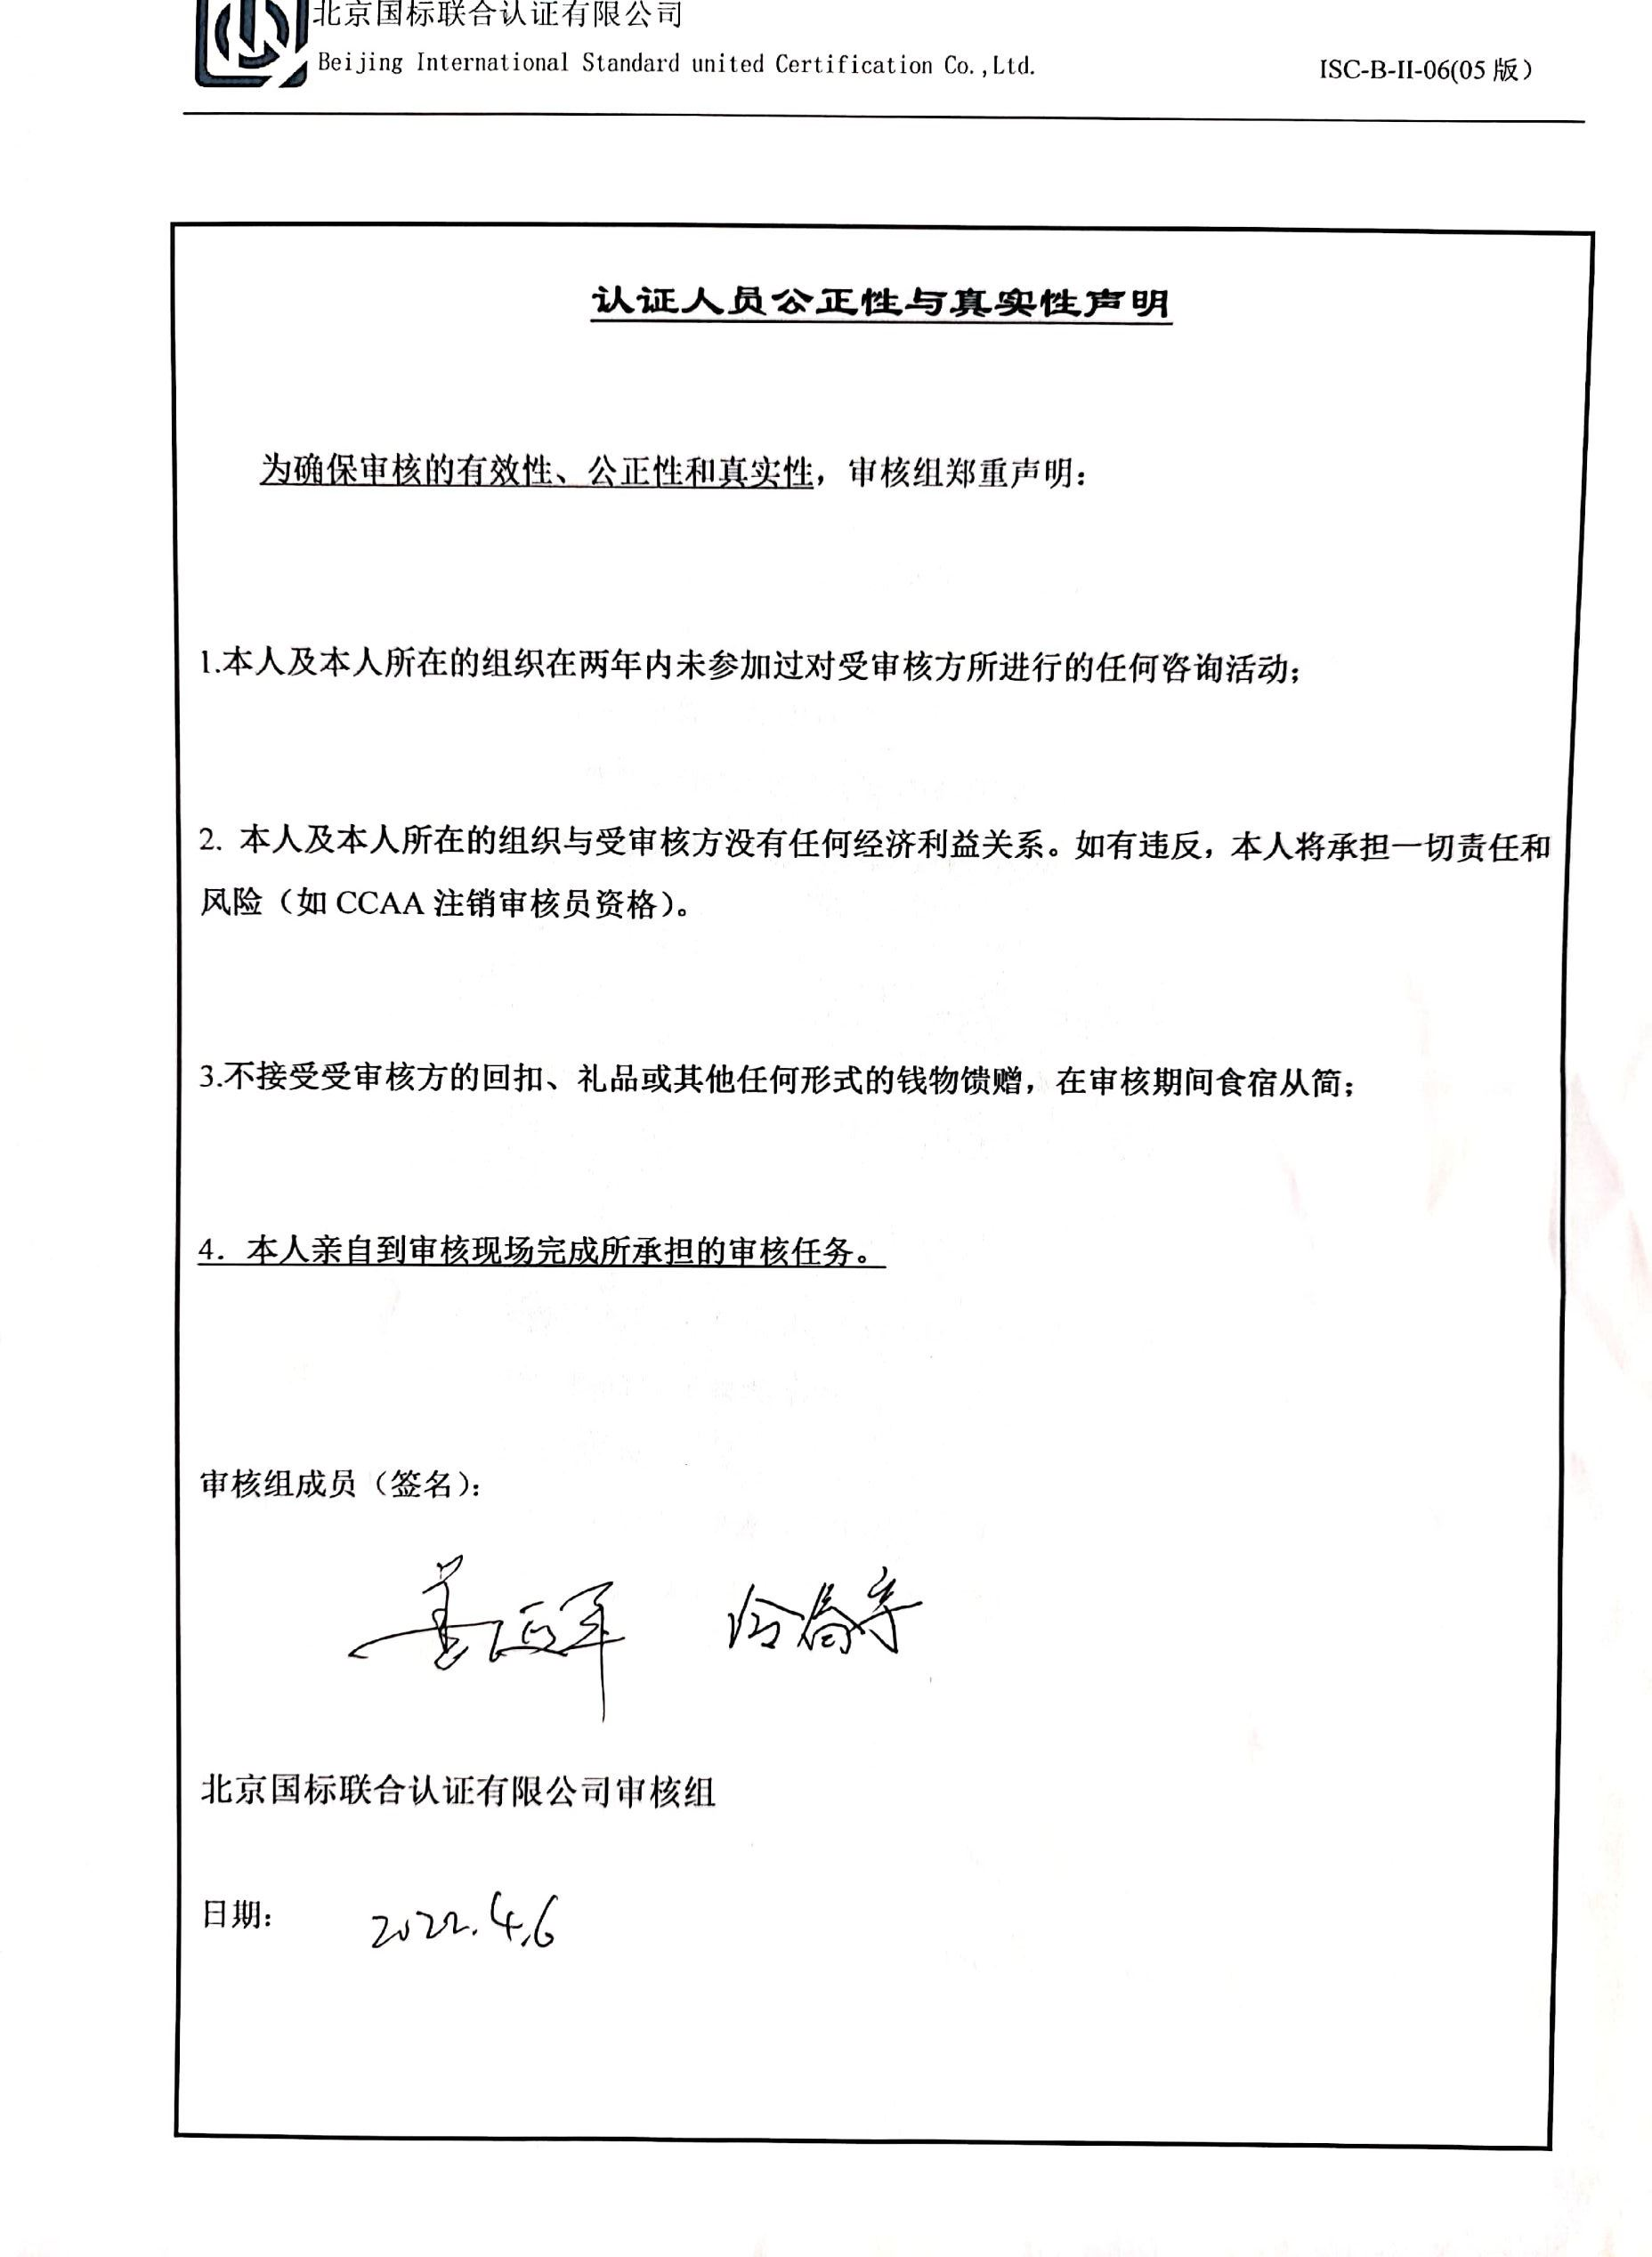 北京国标联合认证有限公司
Beijing International Standard united Certification Co.,Ltd.
ISC-B-II-06(05 版）
认证人员公正性与真实性声明
为确保审核的有效性、公正性和真实性，审核组郑重声明：
1.本人及本人所在的组织在两年内未参加过对受审核方所进行的任何咨询活动；
2. 本人及本人所在的组织与受审核方没有任何经济利益关系。如有违反，本人将承担一切责任和
风险（如 CCAA 注销审核员资格）。
3.不接受受审核方的回扣、礼品或其他任何形式的钱物馈赠，在审核期间食宿从简；
4. 本人亲自到审核现场完成所承担的审核任务。
审核组成员（签名）：
北京国标联合认证有限公司审核组
日期： 2022.4.6